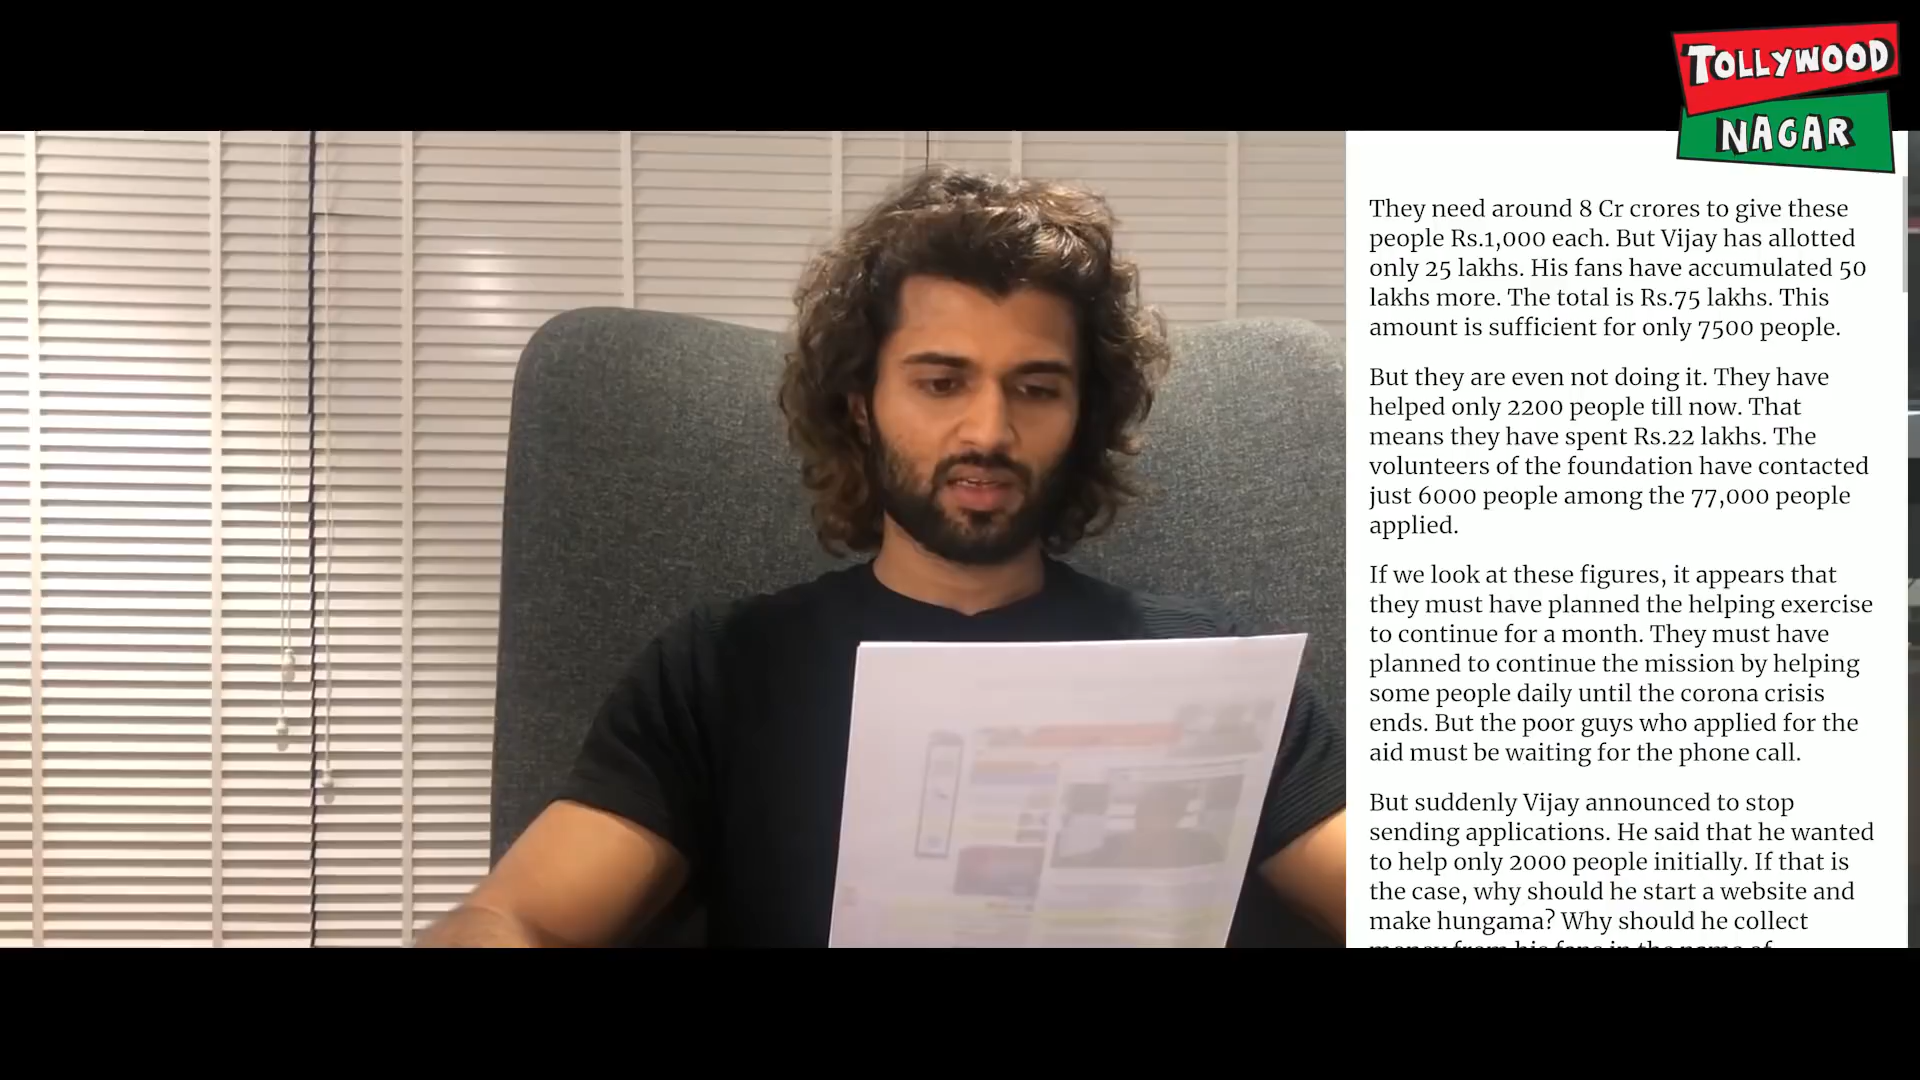 TOLLYWOOD
NAGAR
They need around 8 Cr crores to give these
people Rs.1,000 each. But Vijay has allotted
only 25 lakhs. His fans have accumulated 50
lakhs more. The total is Rs.75 lakhs. This
amount is sufficient for only 7500 people.
But they are even not doing it. They have
helped only 2200 people till now. That
means they have spent Rs.22 lakhs. The
volunteers of the foundation have contacted
just 6000 people among the 77,000 people
applied.
If we look at these figures, it appears that
they must have planned the helping exercise
to continue for a month. They must have
planned to continue the mission by helping
some people daily until the corona crisis
ends. But the poor guys who applied for the
aid must be waiting for the phone call.
But suddenly Vijay announced to stop
sending applications. He said that he wanted
to help only 2000 people initially. If that is
the case, why should he start a website and
make hungama? Why should he collect
money from his fans in the name of